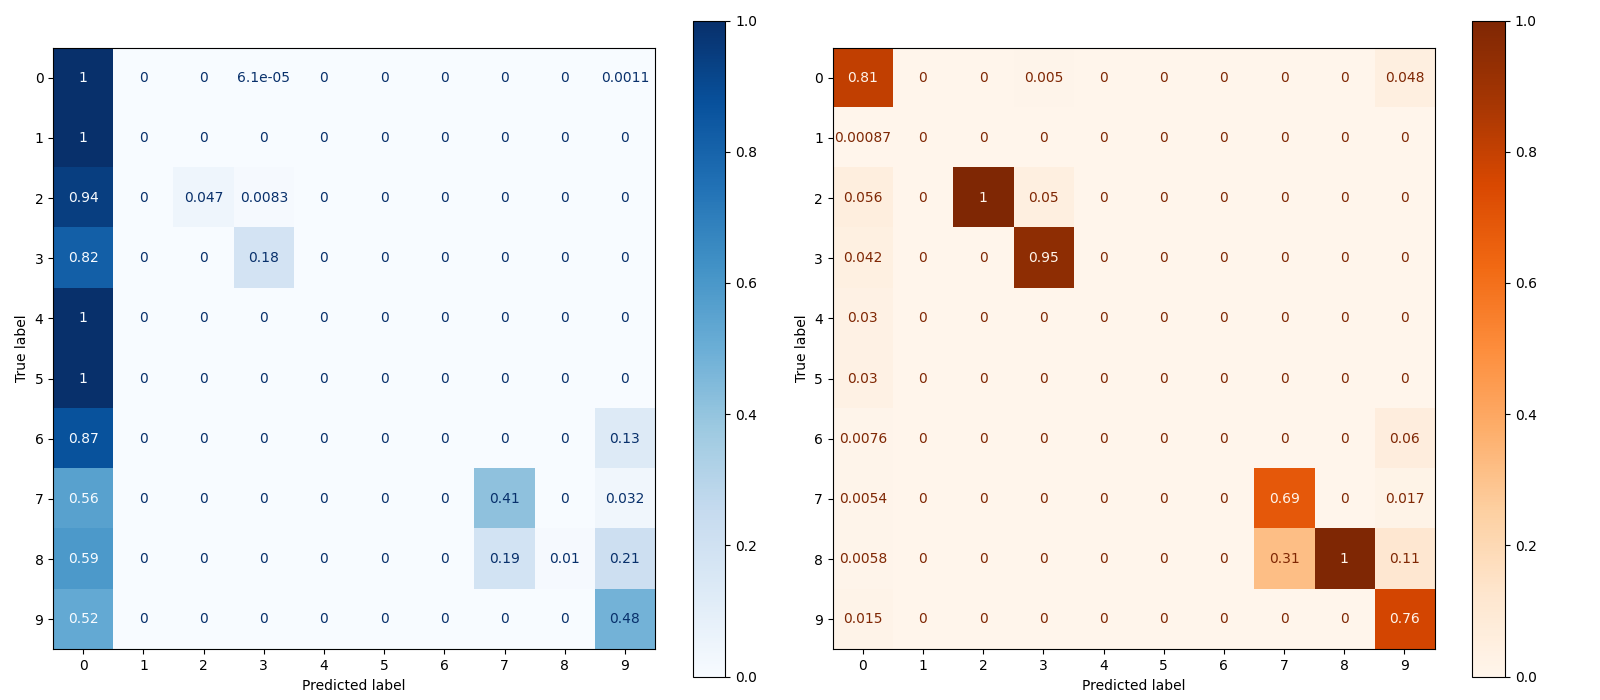 1.0
0.8
0.6
0.4
0.2
0.0
True label
0 1 0 0 6.1e-05 0 0 0 0 0 0.0011
1 1 0 0 0 0 0 0 0 0 0
2 0.94 0 0.047 0.0083 0 0 0 0 0 0
3 0.82 0 0 0.18 0 0 0 0 0 0
4 1 0 0 0 0 0 0 0 0 0
5 1 0 0 0 0 0 0 0 0 0
6 0.87 0 0 0 0 0 0 0 0 0.13
7 0.56 0 0 0 0 0 0 0.41 0 0.032
8 0.59 0 0 0 0 0 0 0.19 0.01 0.21
9 0.52 0 0 0 0 0 0 0 0 0.48
0 1 2 3 4 5 6 7 8 9
Predicted label
1.0
0.8
0.6
0.4
0.2
0.0
True label
0 0.81 0 0 0.005 0 0 0 0 0 0.048
1 0.00087 0 0 0 0 0 0 0 0 0
2 0.056 0 1 0.05 0 0 0 0 0 0
3 0.042 0 0 0.95 0 0 0 0 0 0
4 0.03 0 0 0 0 0 0 0 0 0
5 0.03 0 0 0 0 0 0 0 0 0
6 0.0076 0 0 0 0 0 0 0 0 0.06
7 0.0054 0 0 0 0 0 0 0.69 0 0.017
8 0.0058 0 0 0 0 0 0 0.31 1 0.11
9 0.015 0 0 0 0 0 0 0 0 0.76
0 1 2 3 4 5 6 7 8 9
Predicted label